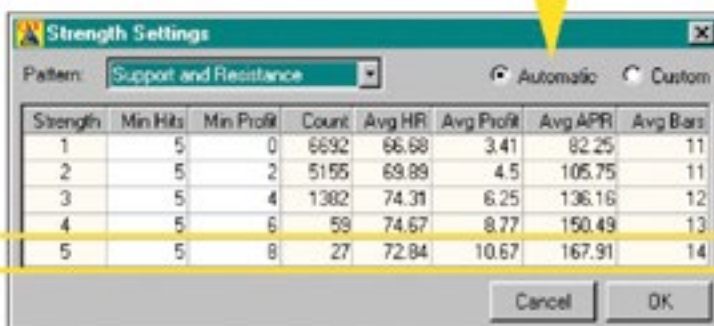 Strength Settings
Pattern: Support and Resistance Automatic Custom
Strength Min Hits Min Profit Count Avg HR Avg Profit Avg APR Avg Bars
1 5 0 6692 66.68 3.41 82.25 11
2 5 2 5155 69.89 4.5 105.75 11
3 5 4 1382 74.31 6.25 136.16 12
4 5 6 59 74.67 8.77 150.49 13
5 5 8 27 72.84 10.67 167.91 14
Cancel OK